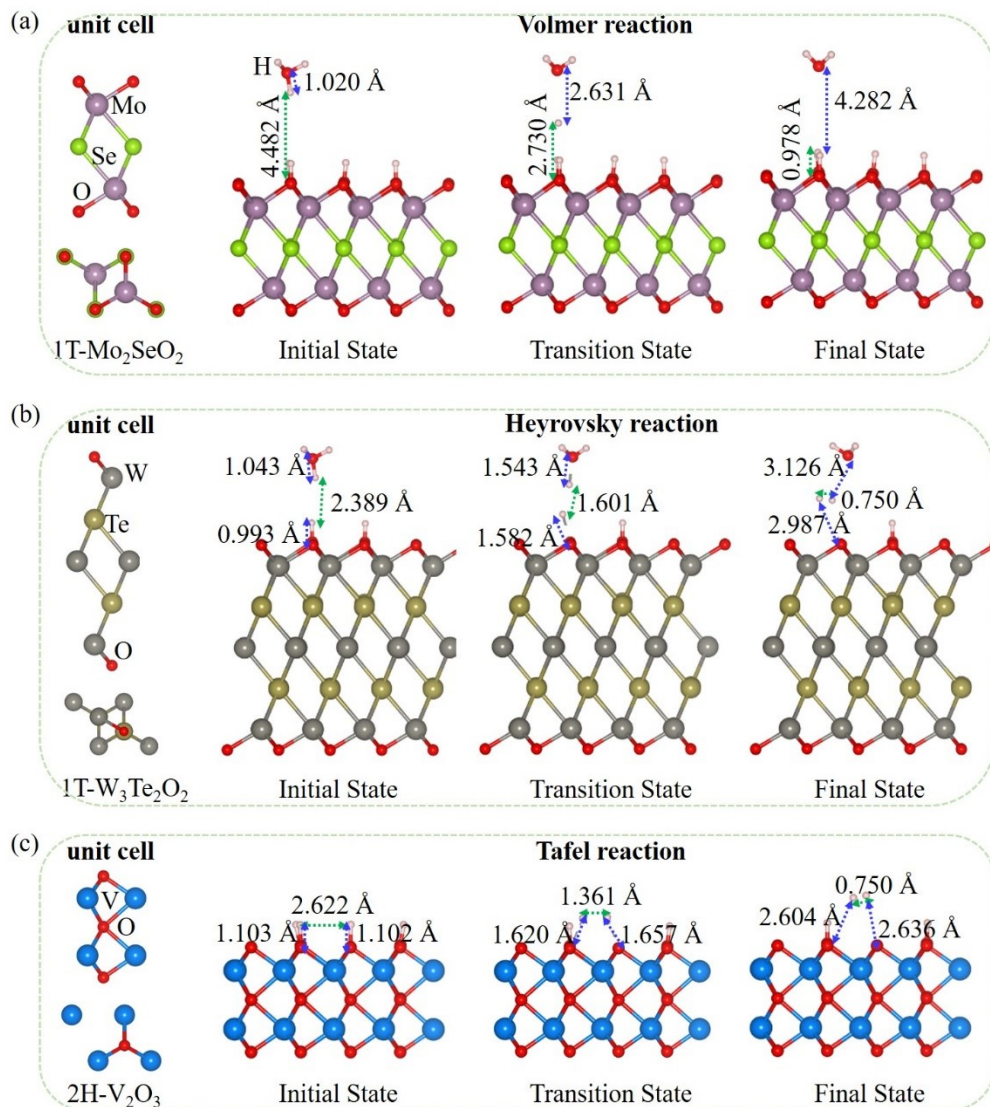 (a)
unit cell
Volmer reaction
H
1.020 Å
4.482 Å
2.631 Å
2.730 Å
4.282 Å
0.978 Å
Mo
Se
O
1T-Mo₂SeO₂
Initial State
Transition State
Final State
(b)
unit cell
Heyrovsky reaction
W
Te
O
1.043 Å
2.389 Å
0.993 Å
1.543 Å
1.601 Å
1.582 Å
3.126 Å
0.750 Å
2.987 Å
1T-W₃Te₂O₂
Initial State
Transition State
Final State
(c)
unit cell
Tafel reaction
V
O
2.622 Å
1.103 Å
1.102 Å
1.361 Å
1.620 Å
1.657 Å
0.750 Å
2.604 Å
2.636 Å
2H-V₂O₃
Initial State
Transition State
Final State